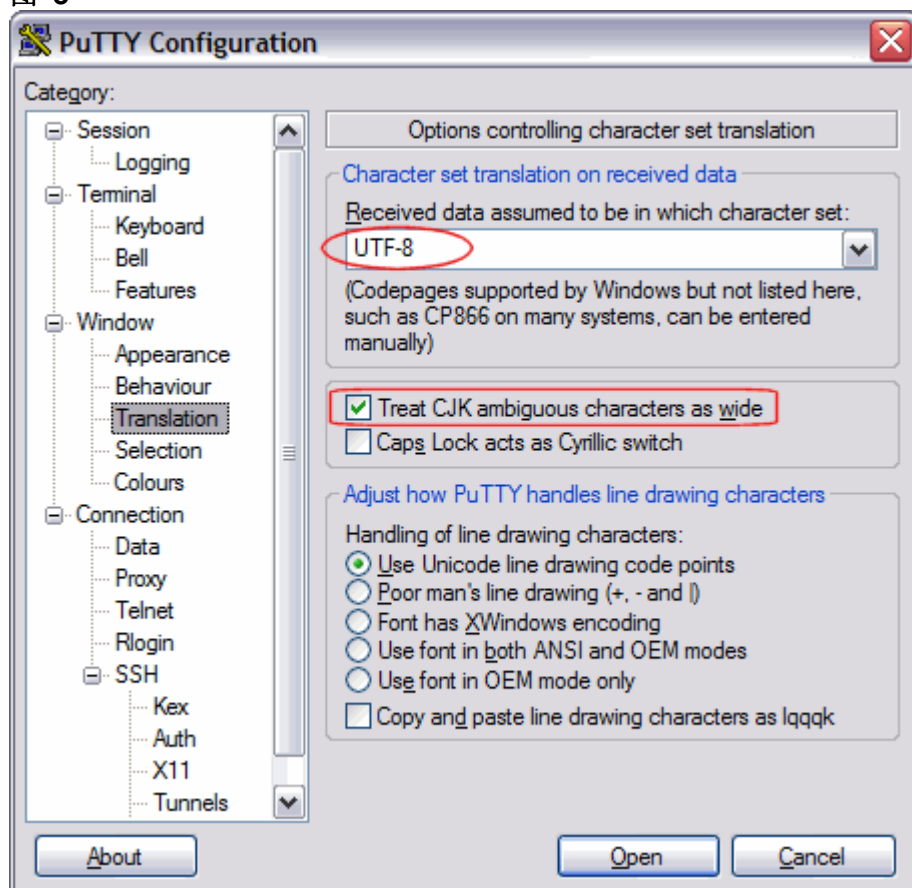 PuTTY Configuration
Category:
Session
Logging
Terminal
Keyboard
Bell
Features
Window
Appearance
Behaviour
Translation
Selection
Colours
Connection
Data
Proxy
Telnet
Rlogin
SSH
Kex
Auth
X11
Tunnels
Options controlling character set translation
Character set translation on received data
Received data assumed to be in which character set:
UTF-8
(Codepages supported by Windows but not listed here,
such as CP866 on many systems, can be entered
manually)
Treat CJK ambiguous characters as wide
Caps Lock acts as Cyrillic switch
Adjust how PuTTY handles line drawing characters
Handling of line drawing characters:
Use Unicode line drawing code points
Poor man's line drawing (+, - and |)
Font has XWindows encoding
Use font in both ANSI and OEM modes
Use font in OEM mode only
Copy and paste line drawing characters as lqqqk
About
Open
Cancel